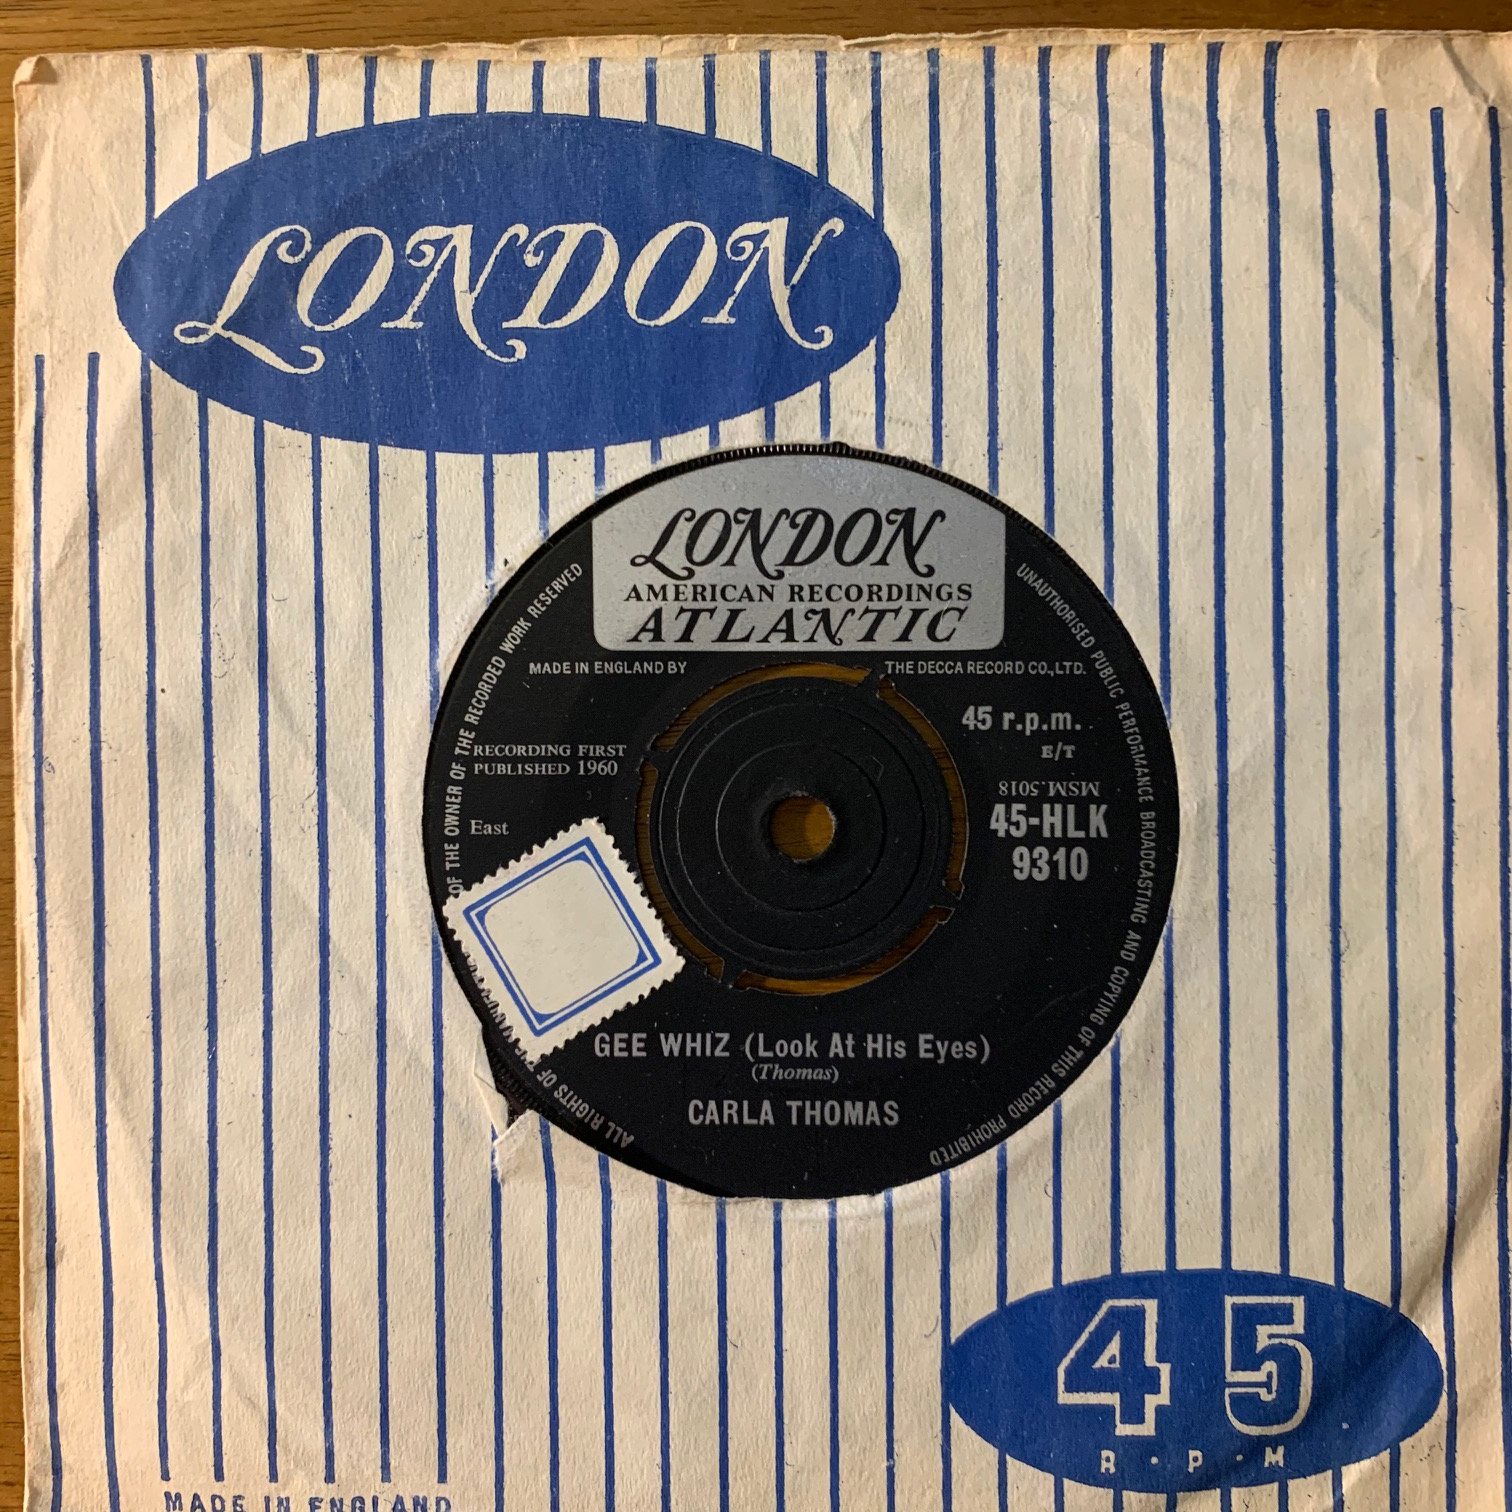 LONDON
LONDON
AMERICAN RECORDINGS
ATLANTIC
MADE IN ENGLAND BY
THE DECCA RECORD CO., LTD.
45 r.p.m.
E/T
RECORDING FIRST
PUBLISHED 1960
MSM.5018
45-HLK
9310
East
GEE WHIZ (Look At His Eyes)
(Thomas)
CARLA THOMAS
ALL RIGHTS OF OF THE OWNER OF THE RECORDED WORK RESERVED
UNAUTHORISED PUBLIC PERFORMANCE BROADCASTING AND COPYING OF THIS RECORD PROHIBITED
45
R·P·M
MADE IN ENGLAND